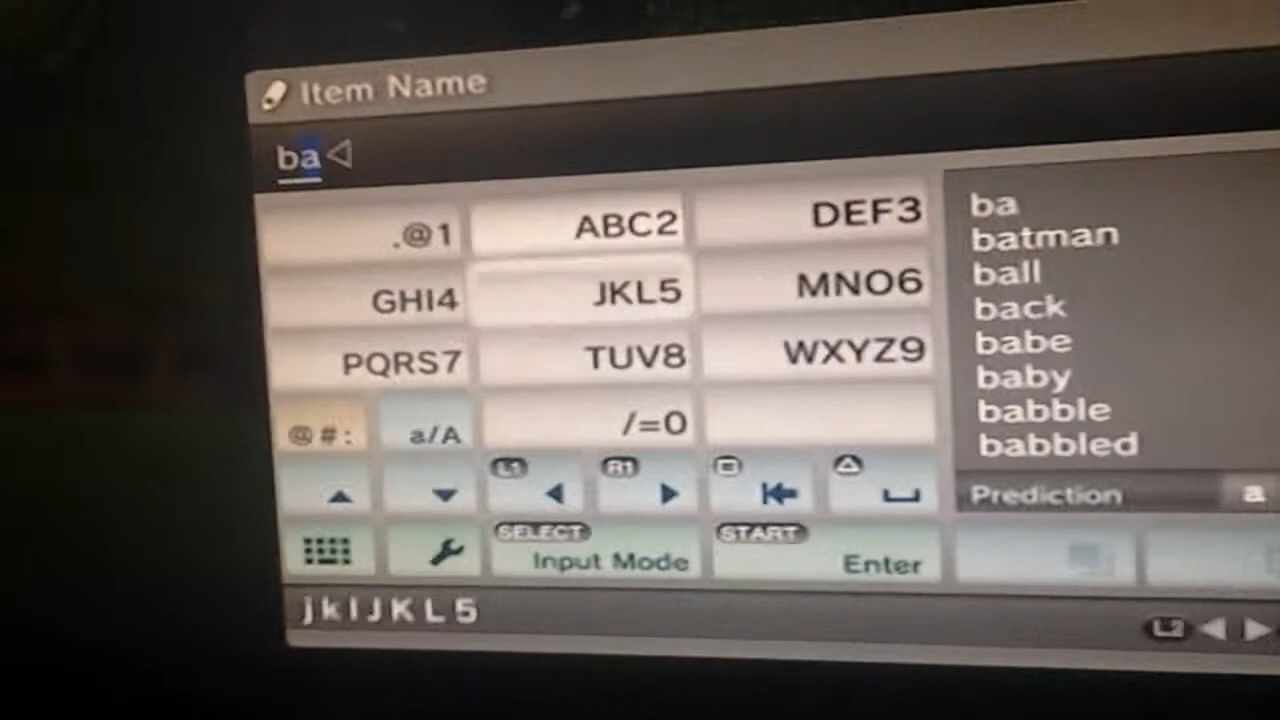 Item Name
ba
.@1 ABC2 DEF3
GHI4 JKL5 MNO6
PQRS7 TUV8 WXYZ9
@#: a/A /=0
L1 R1
SELECT Input Mode START Enter
jklJKL5
ba
batman
ball
back
babe
baby
babble
babbled
Prediction a
L2